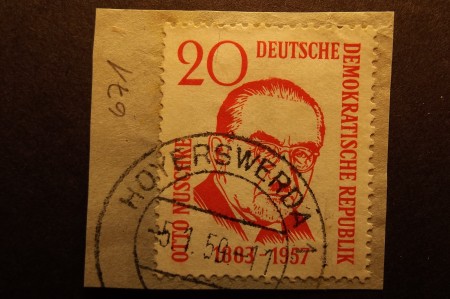 20 DEUTSCHE
DEMOKRATISCHE REPUBLIK
OTTO NUSCHKE
1883-1957
HOYERSWERDA
671